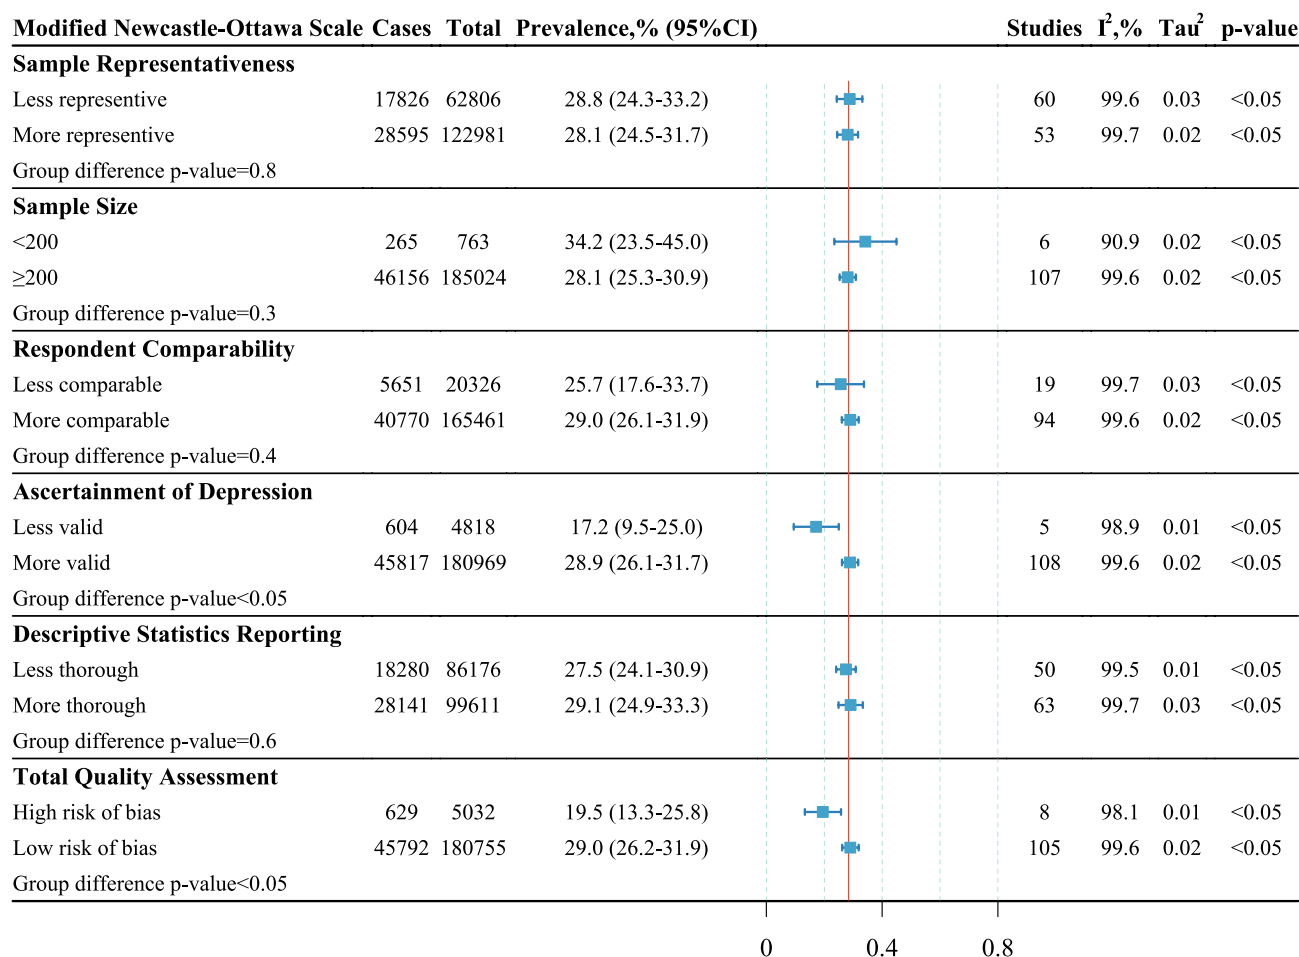 Modified Newcastle-Ottawa Scale Cases Total Prevalence,% (95%CI) Studies I²,% Tau² p-value
Sample Representativeness
Less representive 17826 62806 28.8 (24.3-33.2) 60 99.6 0.03 <0.05
More representive 28595 122981 28.1 (24.5-31.7) 53 99.7 0.02 <0.05
Group difference p-value=0.8
Sample Size
<200 265 763 34.2 (23.5-45.0) 6 90.9 0.02 <0.05
≥200 46156 185024 28.1 (25.3-30.9) 107 99.6 0.02 <0.05
Group difference p-value=0.3
Respondent Comparability
Less comparable 5651 20326 25.7 (17.6-33.7) 19 99.7 0.03 <0.05
More comparable 40770 165461 29.0 (26.1-31.9) 94 99.6 0.02 <0.05
Group difference p-value=0.4
Ascertainment of Depression
Less valid 604 4818 17.2 (9.5-25.0) 5 98.9 0.01 <0.05
More valid 45817 180969 28.9 (26.1-31.7) 108 99.6 0.02 <0.05
Group difference p-value<0.05
Descriptive Statistics Reporting
Less thorough 18280 86176 27.5 (24.1-30.9) 50 99.5 0.01 <0.05
More thorough 28141 99611 29.1 (24.9-33.3) 63 99.7 0.03 <0.05
Group difference p-value=0.6
Total Quality Assessment
High risk of bias 629 5032 19.5 (13.3-25.8) 8 98.1 0.01 <0.05
Low risk of bias 45792 180755 29.0 (26.2-31.9) 105 99.6 0.02 <0.05
Group difference p-value<0.05
0 0.4 0.8